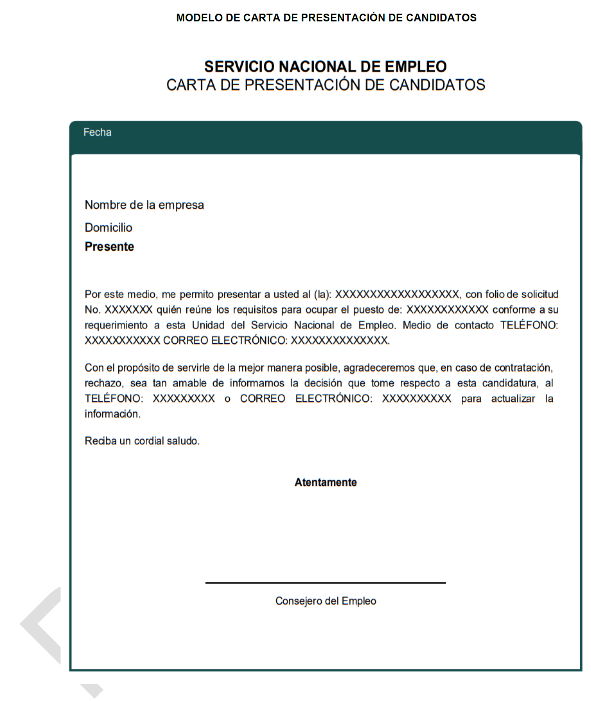 MODELO DE CARTA DE PRESENTACIÓN DE CANDIDATOS
SERVICIO NACIONAL DE EMPLEO
CARTA DE PRESENTACIÓN DE CANDIDATOS
Fecha
Nombre de la empresa
Domicilio
Presente
Por este medio, me permito presentar a usted al (la): XXXXXXXXXXXXXXXXXX, con folio de solicitud
No. XXXXXXX quién reúne los requisitos para ocupar el puesto de: XXXXXXXXXXXX conforme a su
requerimiento a esta Unidad del Servicio Nacional de Empleo. Medio de contacto TELÉFONO:
XXXXXXXXXXX CORREO ELECTRÓNICO: XXXXXXXXXXXXXX.
Con el propósito de servirle de la mejor manera posible, agradeceremos que, en caso de contratación,
rechazo, sea tan amable de informarnos la decisión que tome respecto a esta candidatura, al
TELÉFONO: XXXXXXXXX o CORREO ELECTRÓNICO: XXXXXXXXXX para actualizar la
información.
Reciba un cordial saludo.
Atentamente
Consejero del Empleo